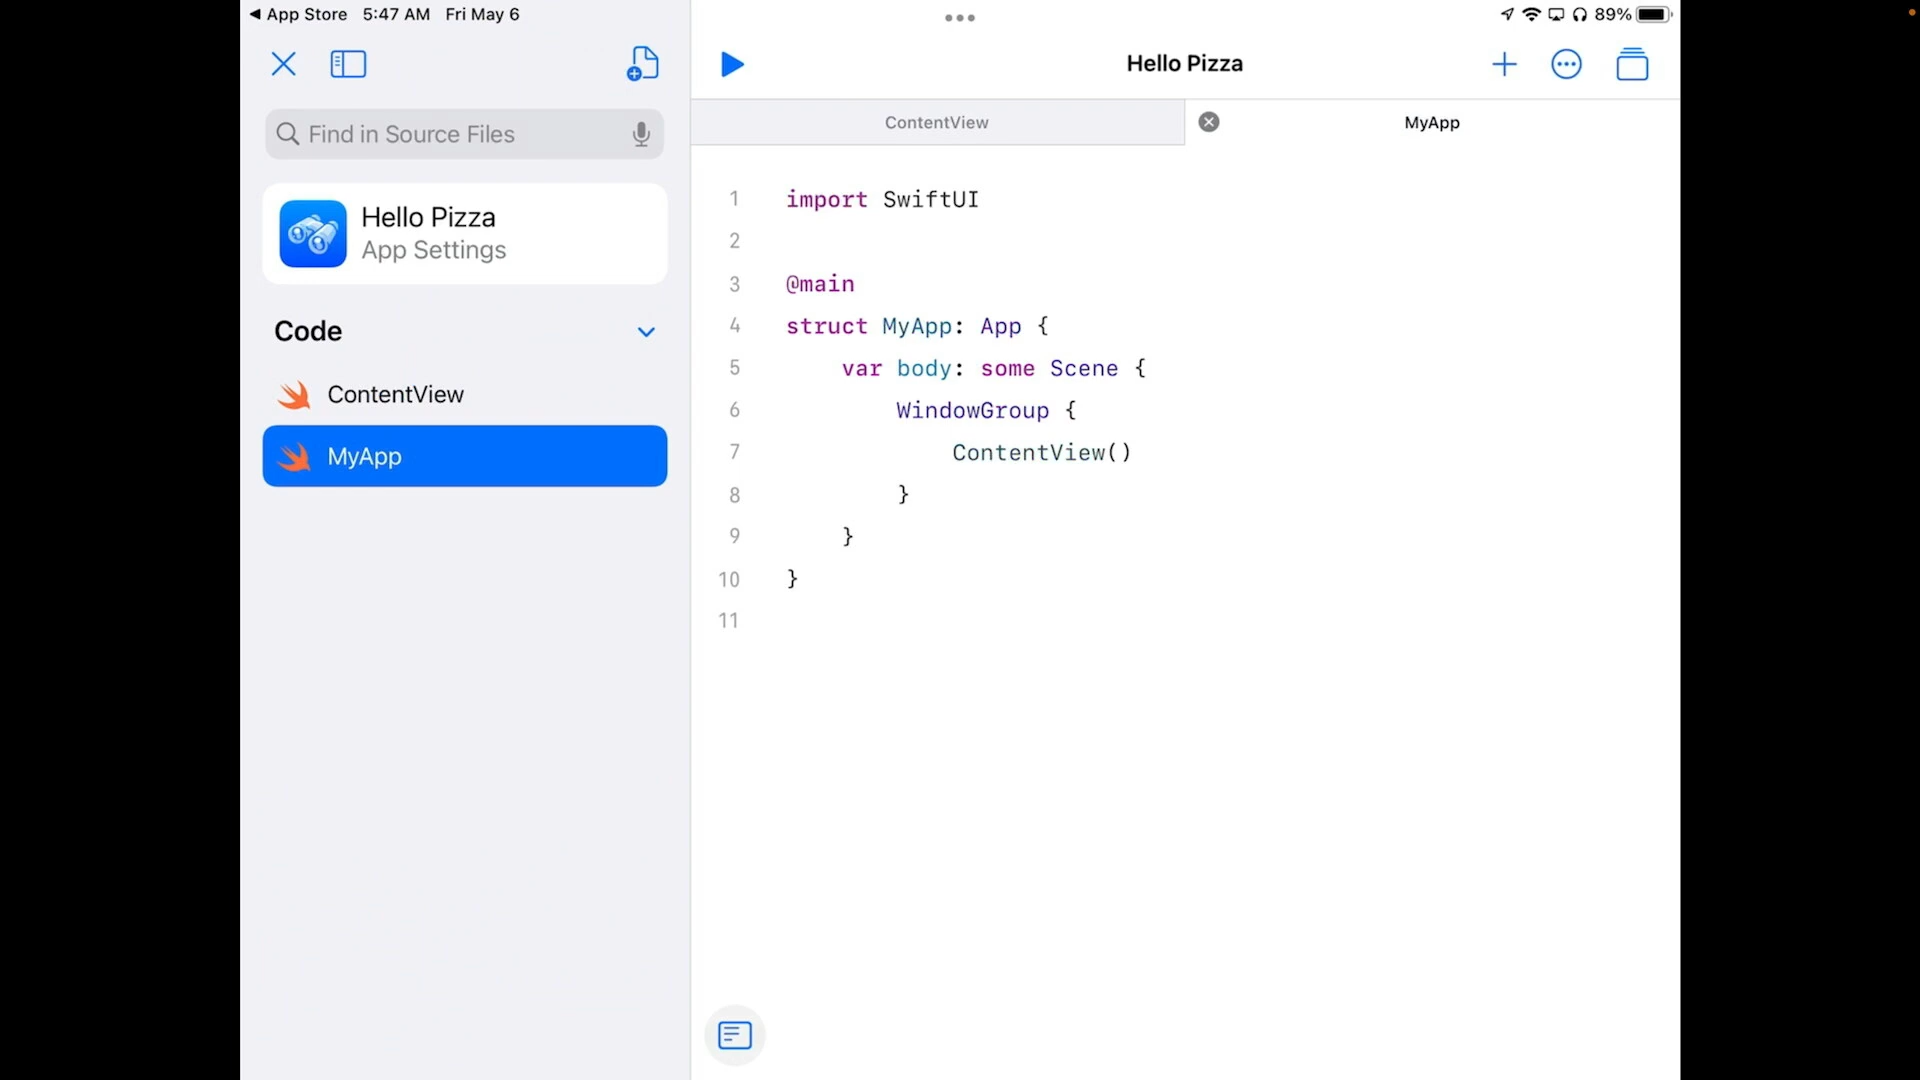 App Store 5:47 AM Fri May 6
89%
Hello Pizza
Find in Source Files
Hello Pizza
App Settings
Code
ContentView
MyApp
ContentView
MyApp
1 import SwiftUI
2
3 @main
4 struct MyApp: App {
5 var body: some Scene {
6 WindowGroup {
7 ContentView()
8 }
9 }
10 }
11